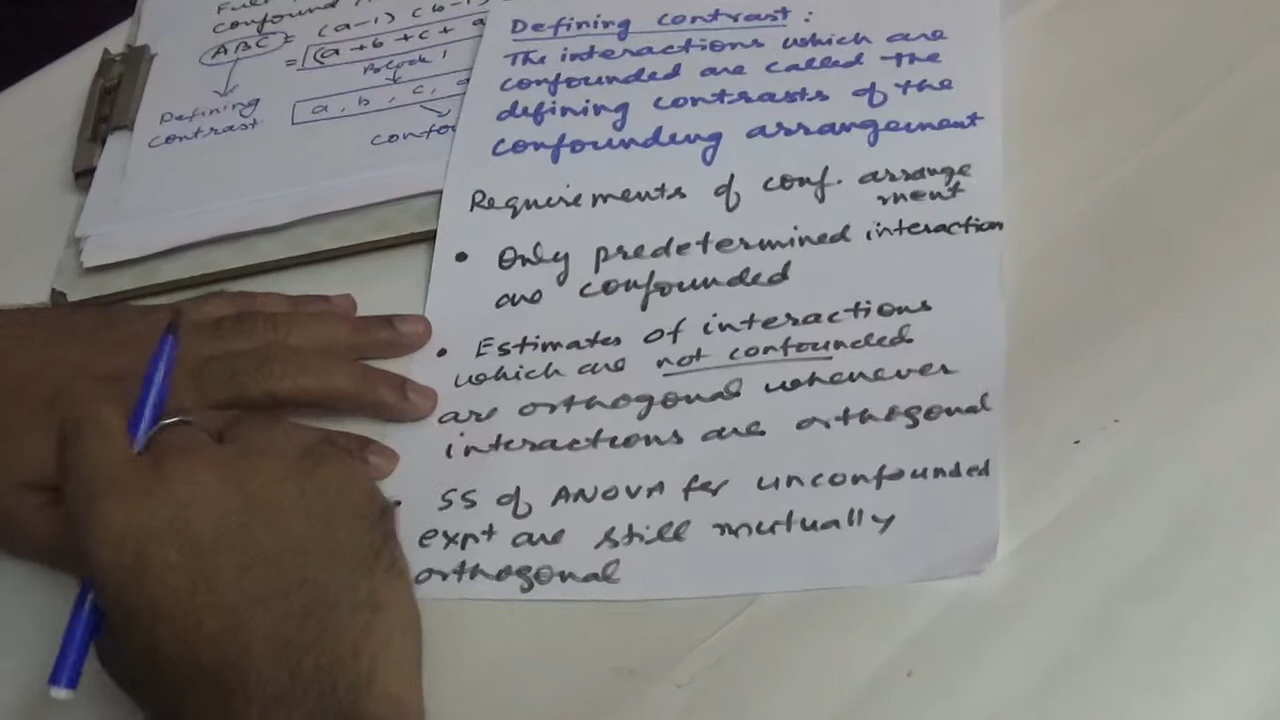 confound
ABC = (a-1) (b-1)
= [(a+b+c+
Block 1
a, b, c,
Defining
contrast
Defining contrast:
The interactions which are
confounded are called the
defining contrasts of the
confounding arrangement
Requirements of conf. arrange
ment
• Only predetermined interaction
are confounded
• Estimates of interactions
which are not confounded
are orthogonal whenever
interactions are orthogonal
• SS of ANOVA for unconfounded
expt are still mutually
orthogonal